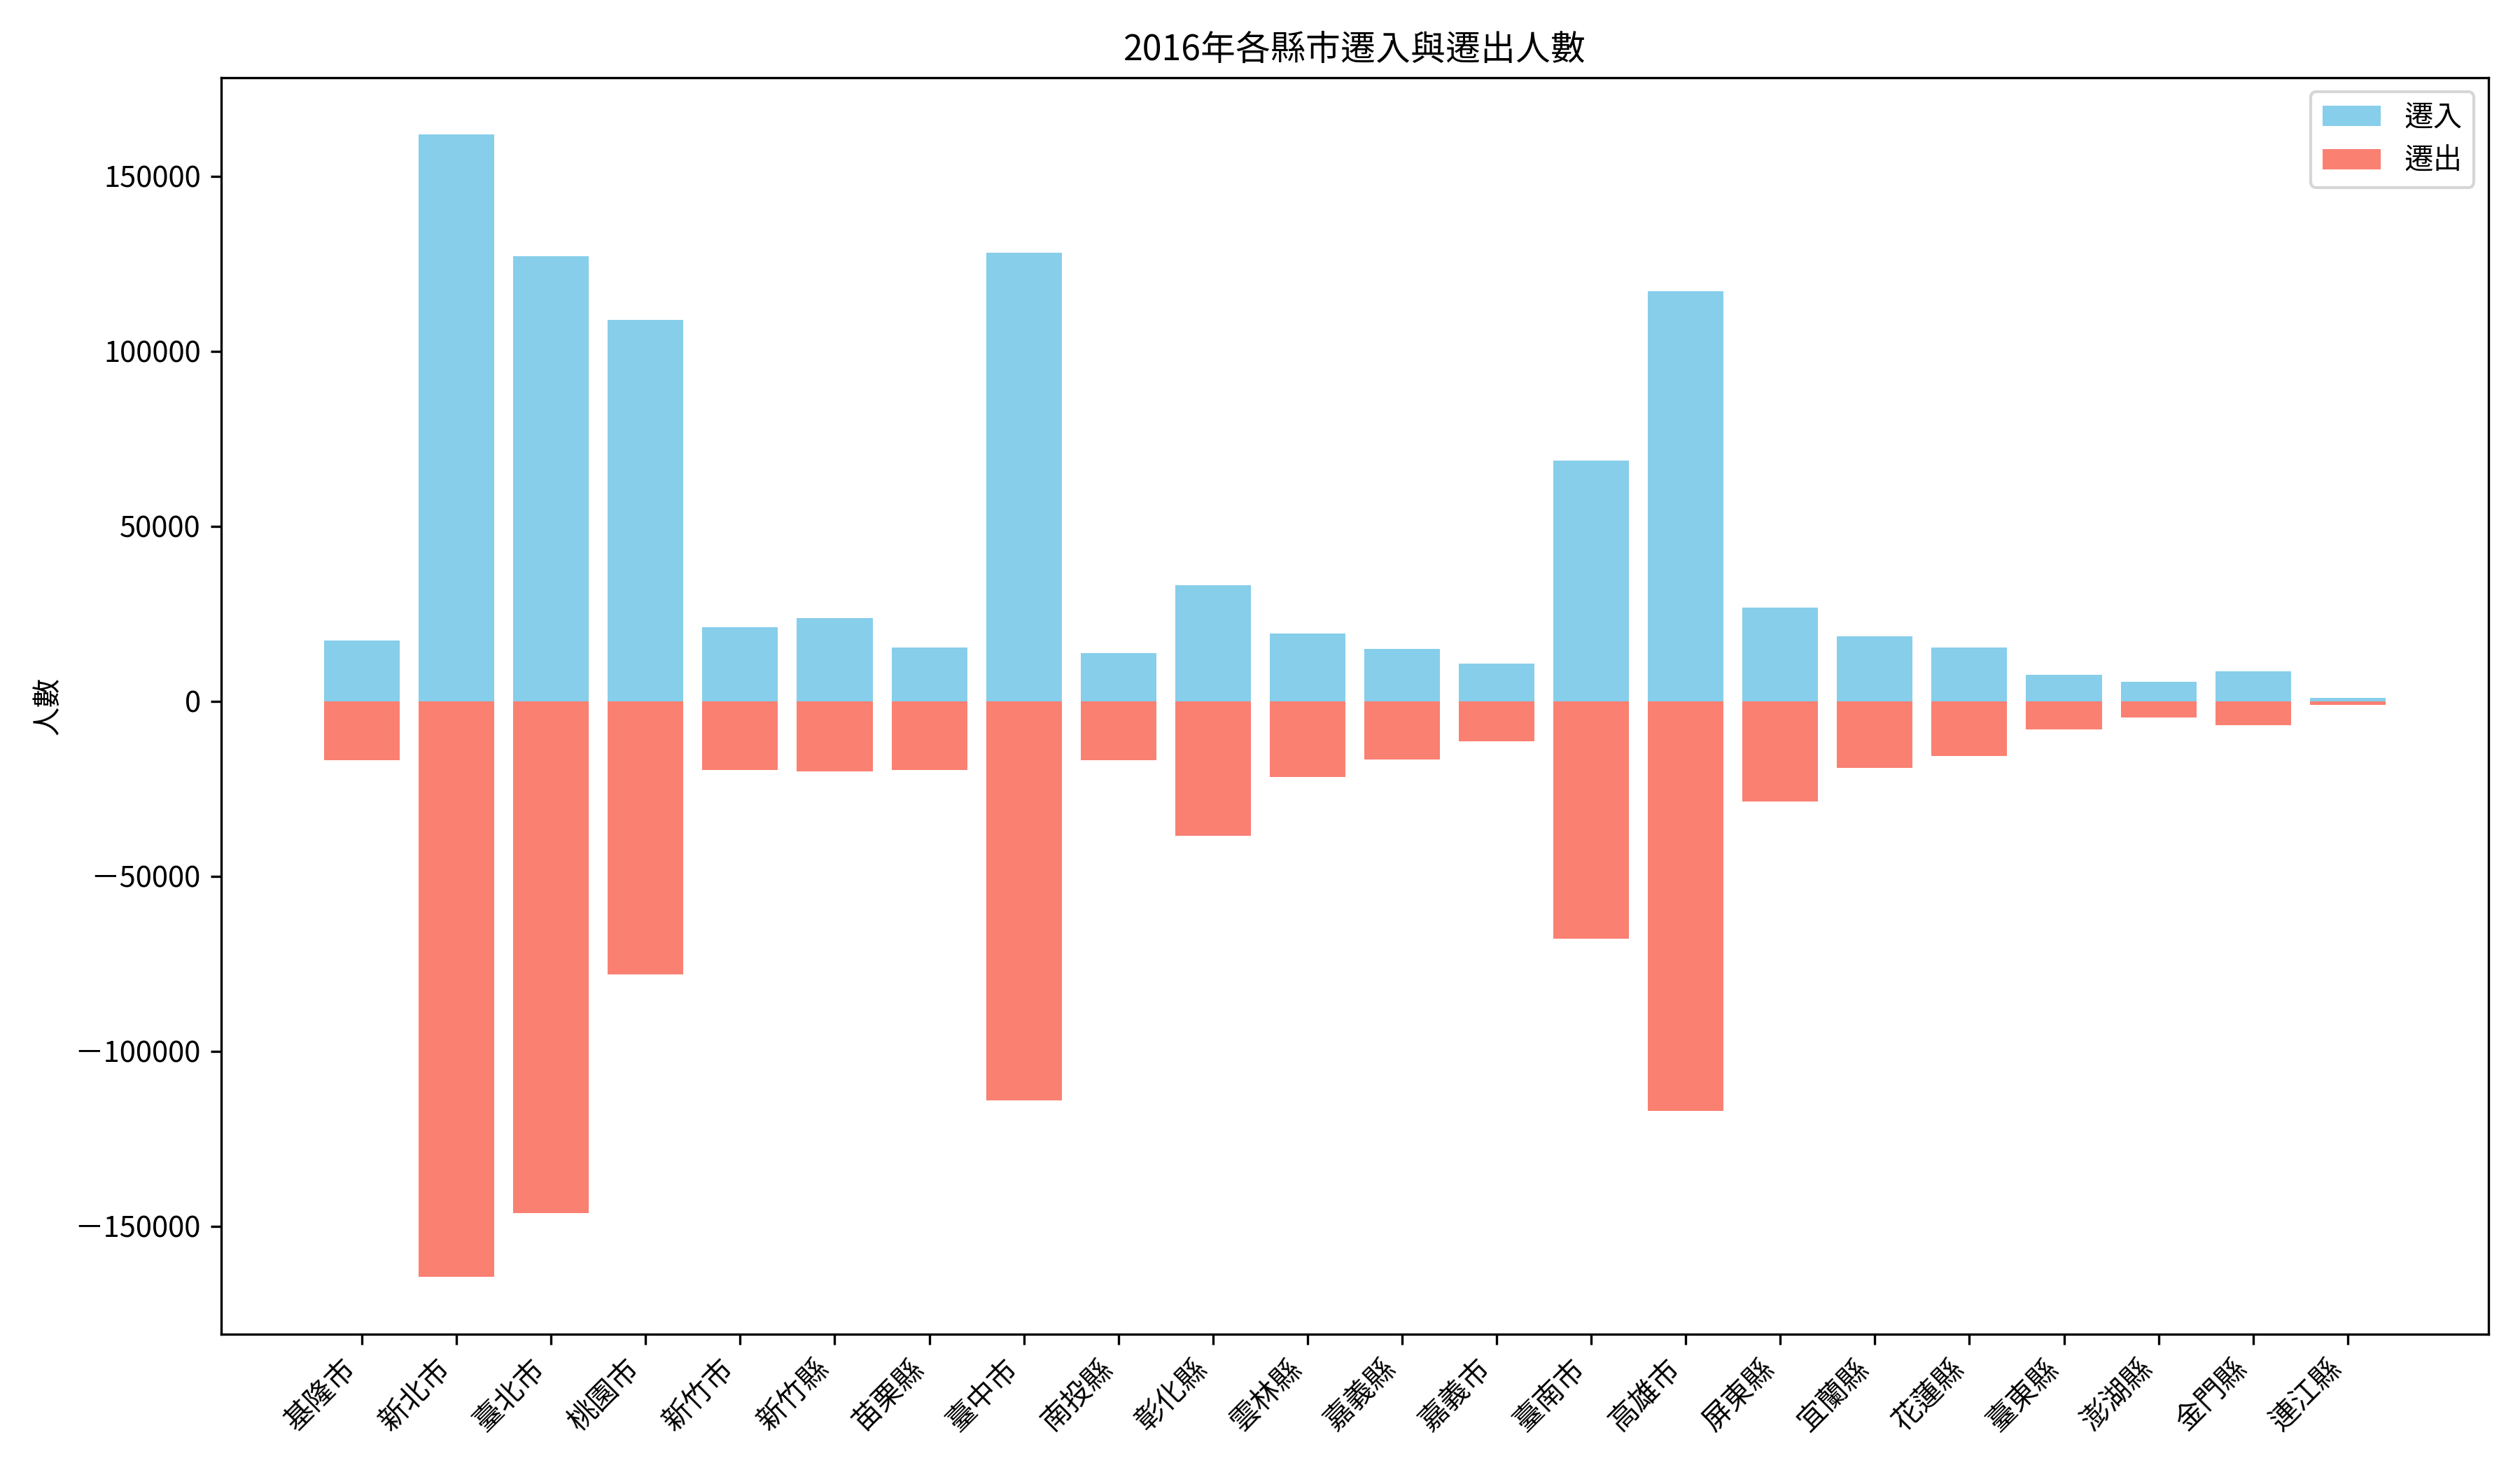 2016年各縣市遷入與遷出人數
遷入
遷出
人數
150000
100000
50000
0
−50000
−100000
−150000
基隆市
新北市
臺北市
桃園市
新竹市
新竹縣
苗栗縣
臺中市
南投縣
彰化縣
雲林縣
嘉義縣
嘉義市
臺南市
高雄市
屏東縣
宜蘭縣
花蓮縣
臺東縣
澎湖縣
金門縣
連江縣